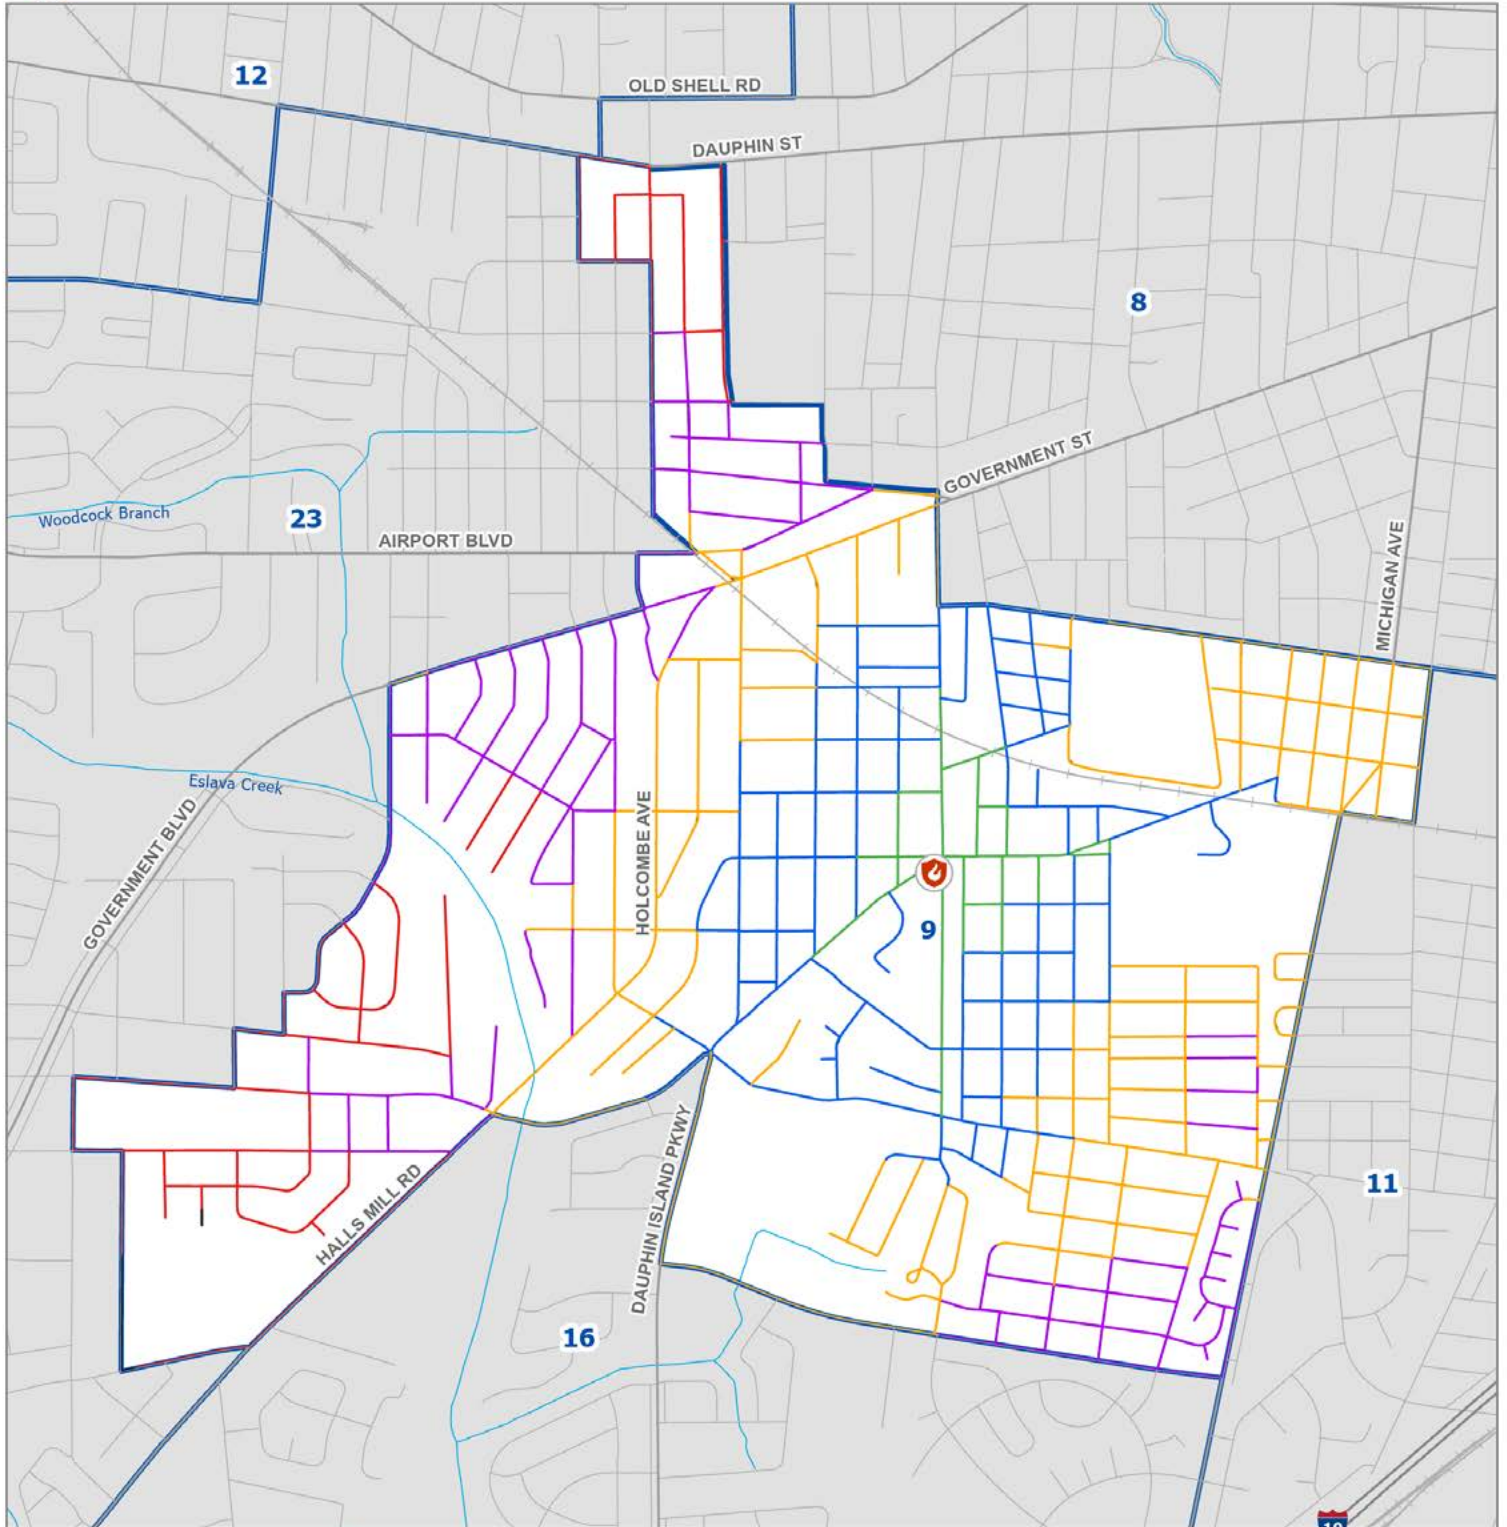 12
OLD SHELL RD
DAUPHIN ST
8
GOVERNMENT ST
Woodcock Branch
23
AIRPORT BLVD
MICHIGAN AVE
Eslava Creek
HOLCOMBE AVE
GOVERNMENT BLVD
9
HALLS MILL RD
DAUPHIN ISLAND PKWY
11
16
10